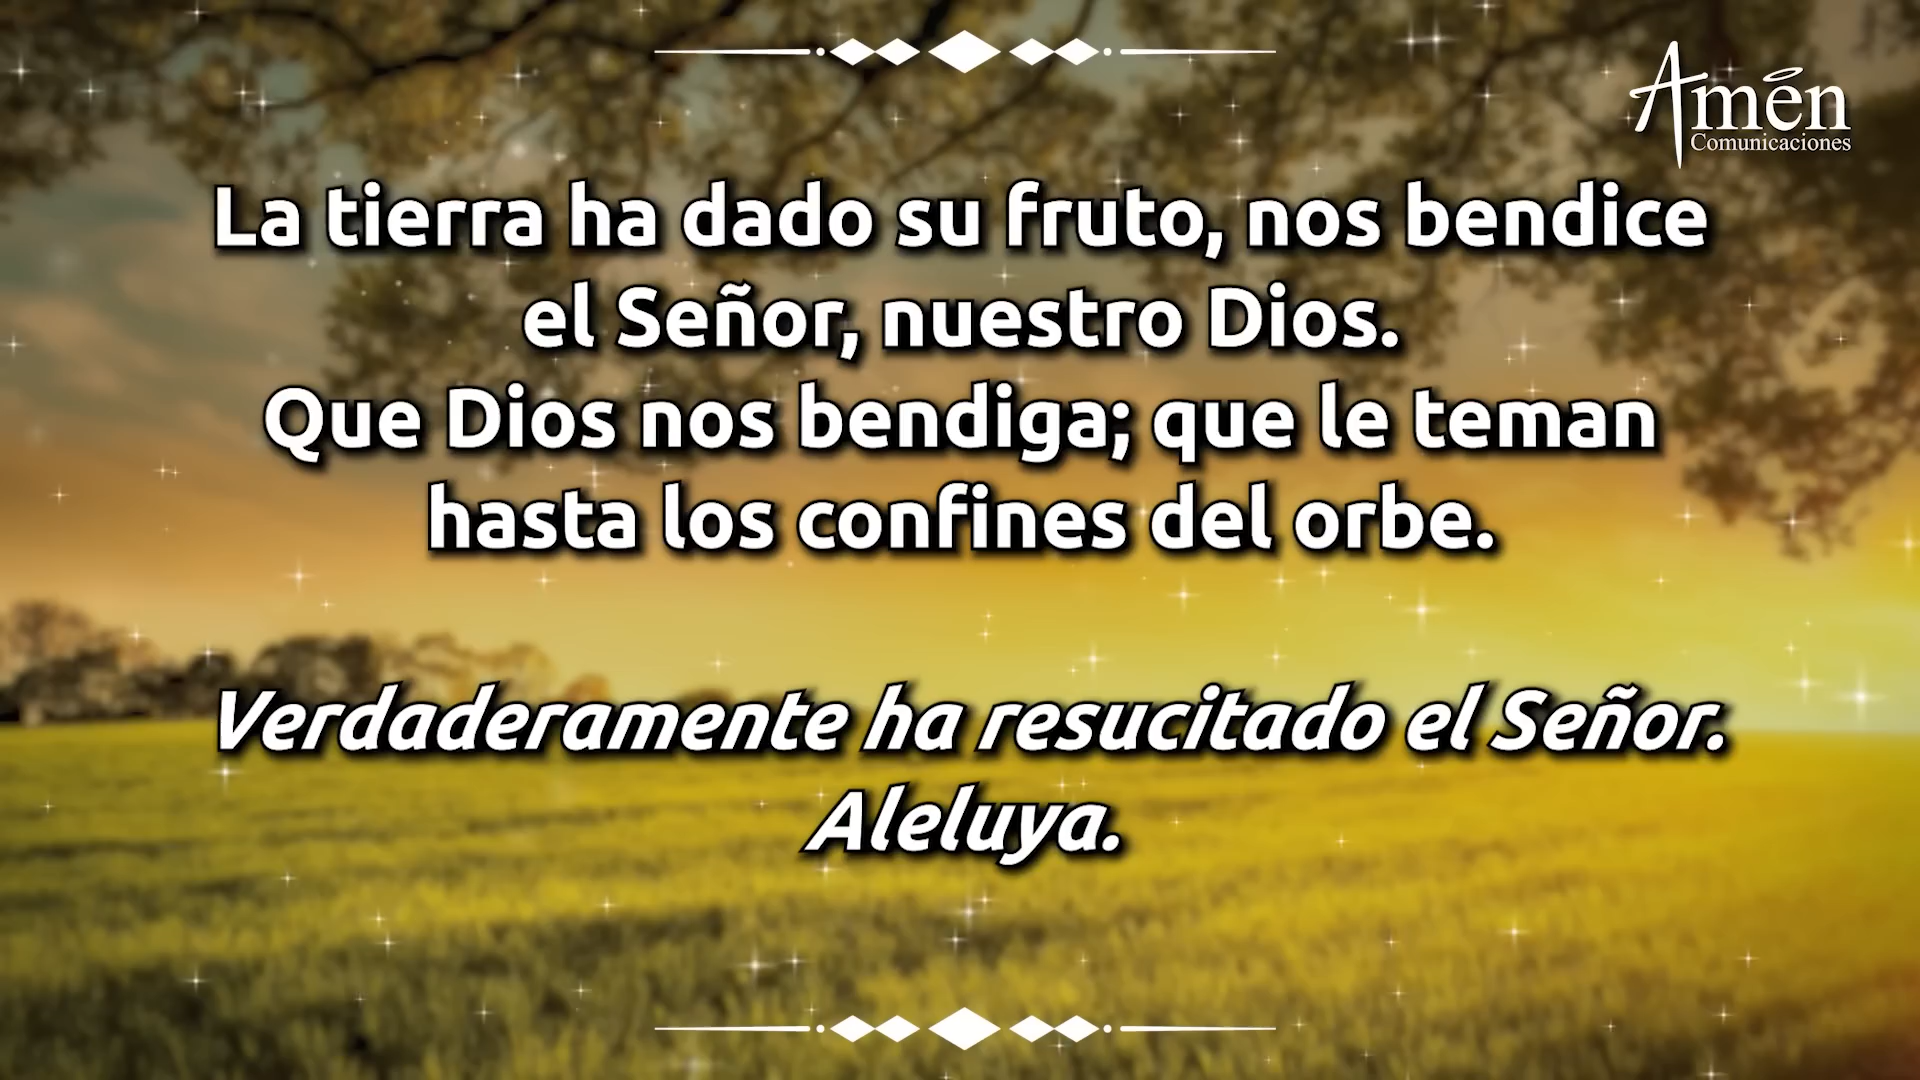 Amén
Comunicaciones
La tierra ha dado su fruto, nos bendice
el Señor, nuestro Dios.
Que Dios nos bendiga; que le teman
hasta los confines del orbe.
Verdaderamente ha resucitado el Señor.
Aleluya.